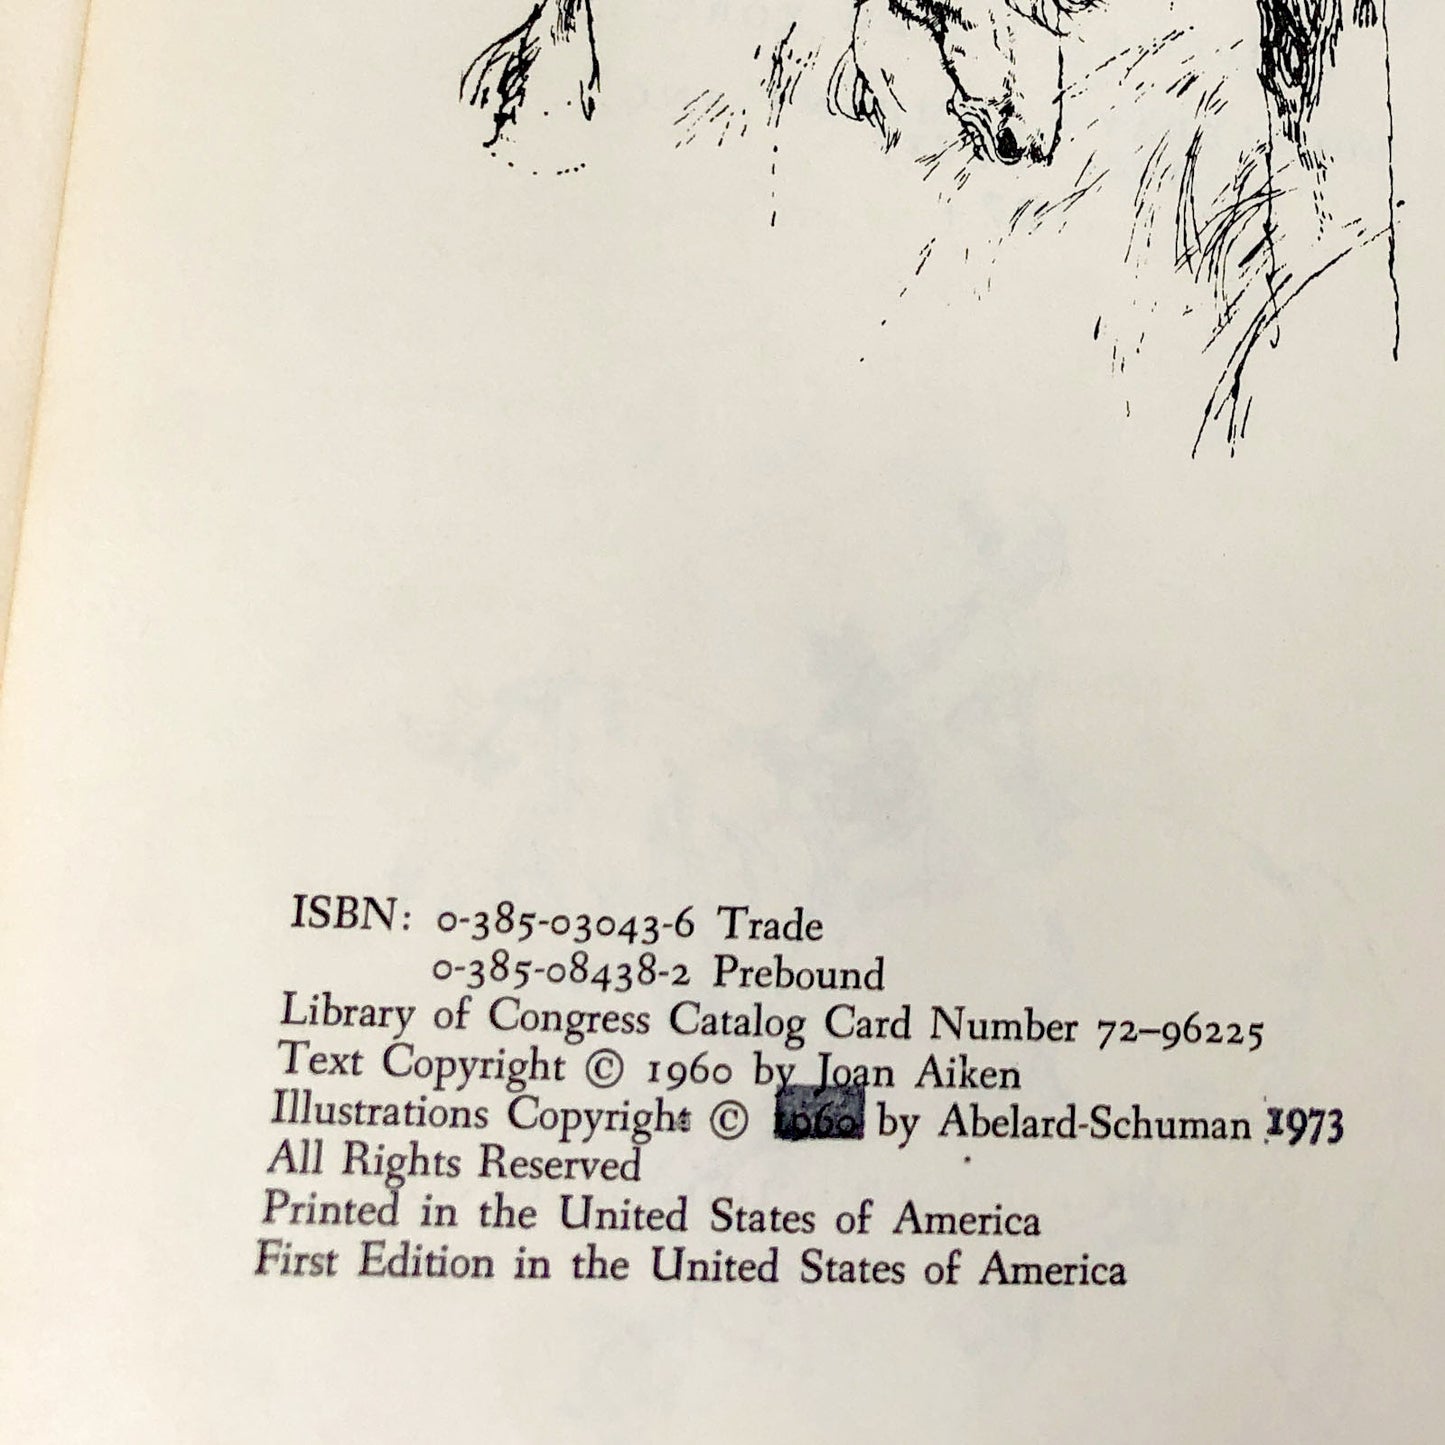 ISBN: 0-385-03043-6 Trade
0-385-08438-2 Prebound
Library of Congress Catalog Card Number 72–96225
Text Copyright © 1960 by Joan Aiken
Illustrations Copyright © 1960 by Abelard-Schuman 1973
All Rights Reserved
Printed in the United States of America
First Edition in the United States of America